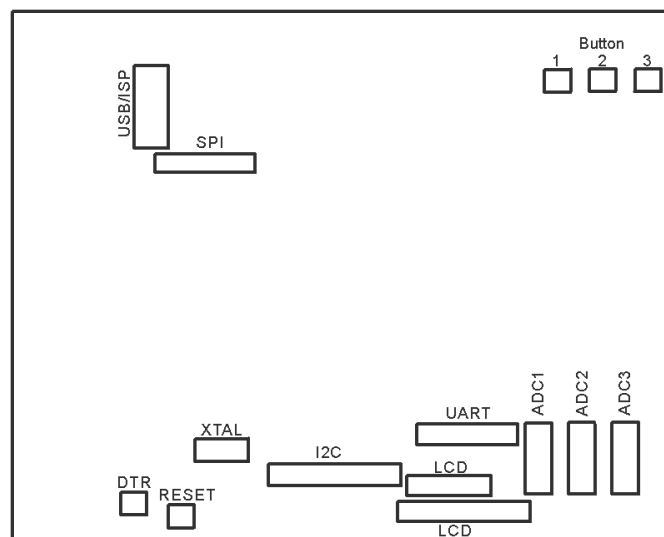 Button
1 2 3
USB/ISP
SPI
ADC1 ADC2 ADC3
UART
XTAL
I2C
LCD
DTR
RESET
LCD